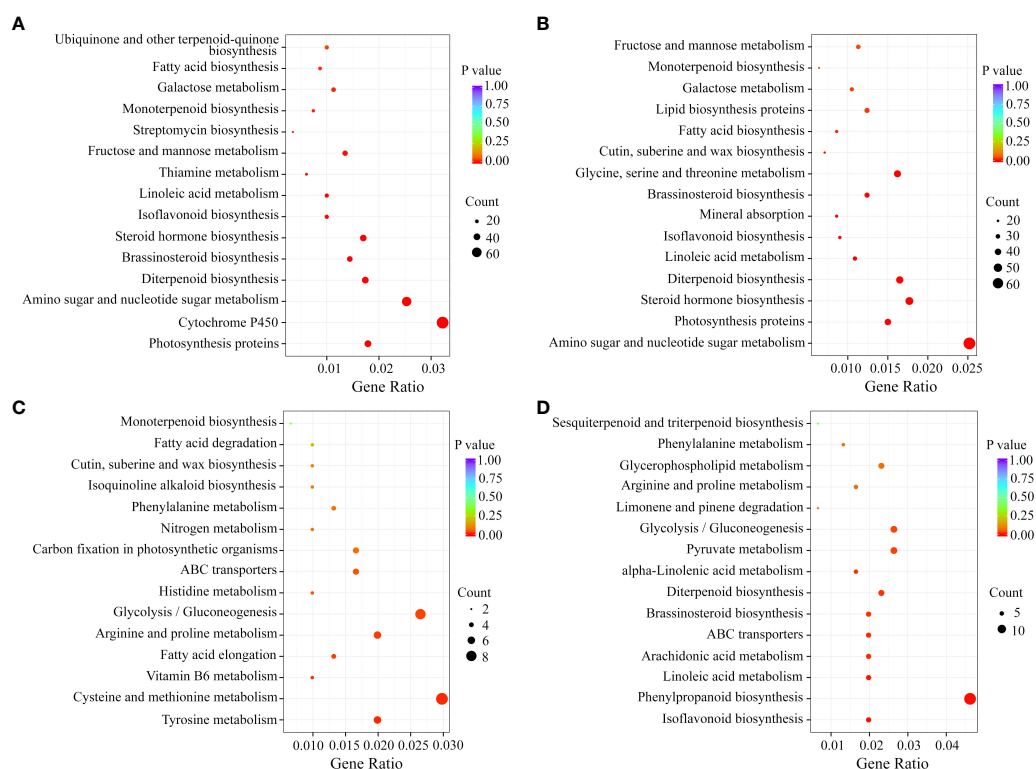 A
Ubiquinone and other terpenoid-quinone
biosynthesis
Fatty acid biosynthesis
Galactose metabolism
Monoterpenoid biosynthesis
Streptomycin biosynthesis
Fructose and mannose metabolism
Thiamine metabolism
Linoleic acid metabolism
Isoflavonoid biosynthesis
Steroid hormone biosynthesis
Brassinosteroid biosynthesis
Diterpenoid biosynthesis
Amino sugar and nucleotide sugar metabolism
Cytochrome P450
Photosynthesis proteins
0.01 0.02 0.03
Gene Ratio
P value
1.00
0.75
0.50
0.25
0.00
Count
20
40
60
B
Fructose and mannose metabolism
Monoterpenoid biosynthesis
Galactose metabolism
Lipid biosynthesis proteins
Fatty acid biosynthesis
Cutin, suberine and wax biosynthesis
Glycine, serine and threonine metabolism
Brassinosteroid biosynthesis
Mineral absorption
Isoflavonoid biosynthesis
Linoleic acid metabolism
Diterpenoid biosynthesis
Steroid hormone biosynthesis
Photosynthesis proteins
Amino sugar and nucleotide sugar metabolism
0.010 0.015 0.020 0.025
Gene Ratio
P value
1.00
0.75
0.50
0.25
0.00
Count
20
30
40
50
60
C
Monoterpenoid biosynthesis
Fatty acid degradation
Cutin, suberine and wax biosynthesis
Isoquinoline alkaloid biosynthesis
Phenylalanine metabolism
Nitrogen metabolism
Carbon fixation in photosynthetic organisms
ABC transporters
Histidine metabolism
Glycolysis / Gluconeogenesis
Arginine and proline metabolism
Fatty acid elongation
Vitamin B6 metabolism
Cysteine and methionine metabolism
Tyrosine metabolism
0.010 0.015 0.020 0.025 0.030
Gene Ratio
P value
1.00
0.75
0.50
0.25
0.00
Count
2
4
6
8
D
Sesquiterpenoid and triterpenoid biosynthesis
Phenylalanine metabolism
Glycerophospholipid metabolism
Arginine and proline metabolism
Limonene and pinene degradation
Glycolysis / Gluconeogenesis
Pyruvate metabolism
alpha-Linolenic acid metabolism
Diterpenoid biosynthesis
Brassinosteroid biosynthesis
ABC transporters
Arachidonic acid metabolism
Linoleic acid metabolism
Phenylpropanoid biosynthesis
Isoflavonoid biosynthesis
0.01 0.02 0.03 0.04
Gene Ratio
P value
1.00
0.75
0.50
0.25
0.00
Count
5
10